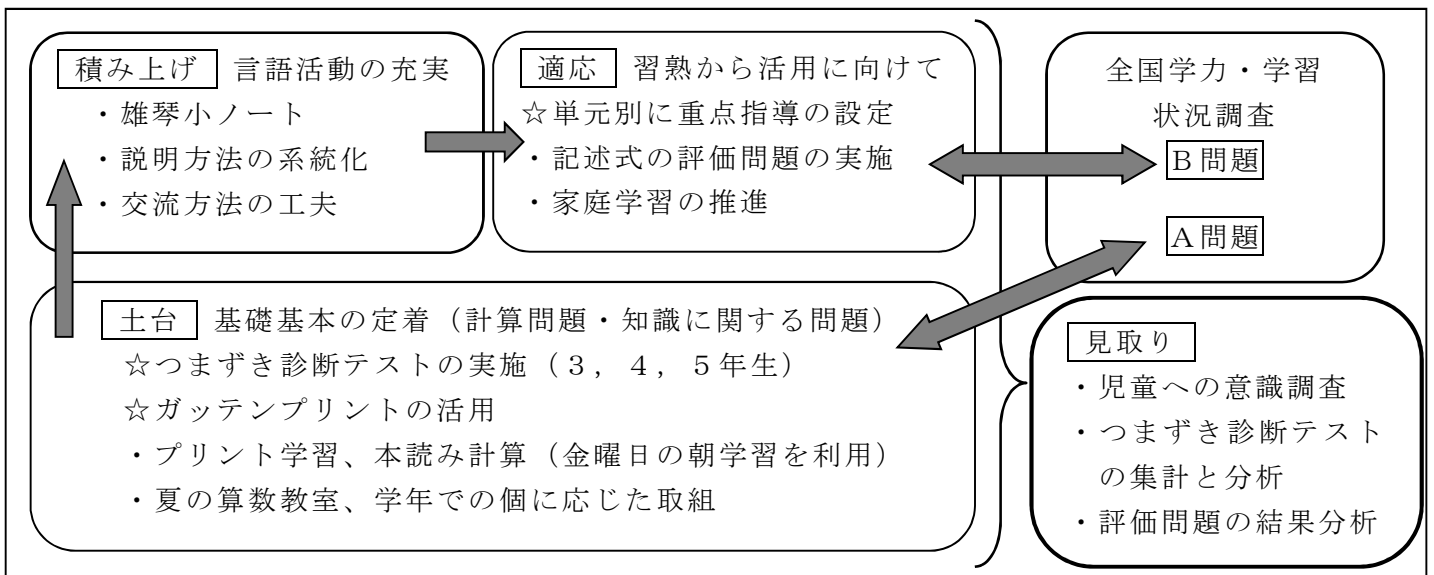 積み上げ 言語活動の充実
・雄琴小ノート
・説明方法の系統化
・交流方法の工夫
適応 習熟から活用に向けて
☆単元別に重点指導の設定
・記述式の評価問題の実施
・家庭学習の推進
全国学力・学習
状況調査
B問題
A問題
土台 基礎基本の定着（計算問題・知識に関する問題）
☆つまずき診断テストの実施（３，４，５年生）
☆ガッテンプリントの活用
・プリント学習、本読み計算（金曜日の朝学習を利用）
・夏の算数教室、学年での個に応じた取組
見取り
・児童への意識調査
・つまずき診断テスト
の集計と分析
・評価問題の結果分析